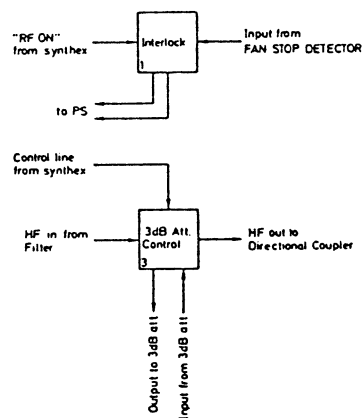 "RF ON"
from synthex
Interlock
1
Input from
FAN STOP DETECTOR
to PS
Control line
from synthex
HF in from
Filter
3dB Att.
Control
3
HF out to
Directional Coupler
Output to 3dB att
Input from 3dB att